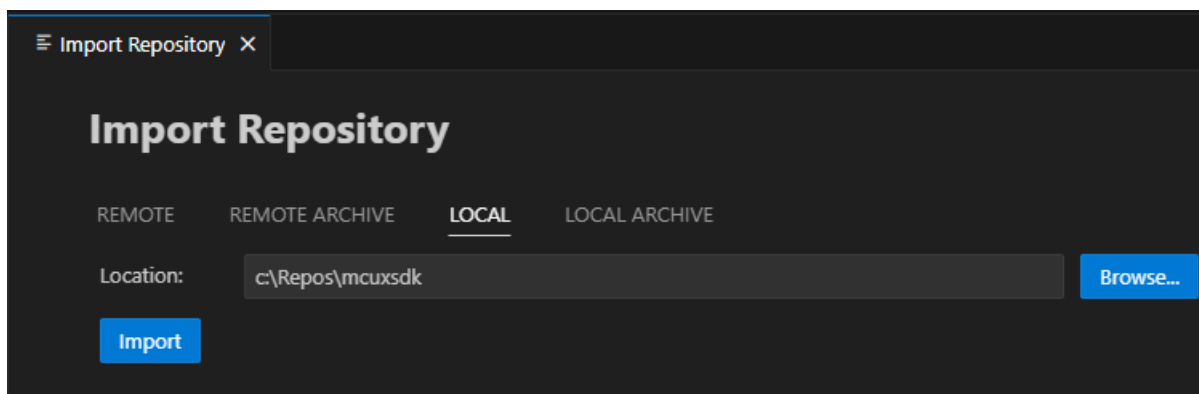 Import Repository
Import Repository
REMOTE REMOTE ARCHIVE LOCAL LOCAL ARCHIVE
Location: c:\Repos\mcuxsdk Browse...
Import